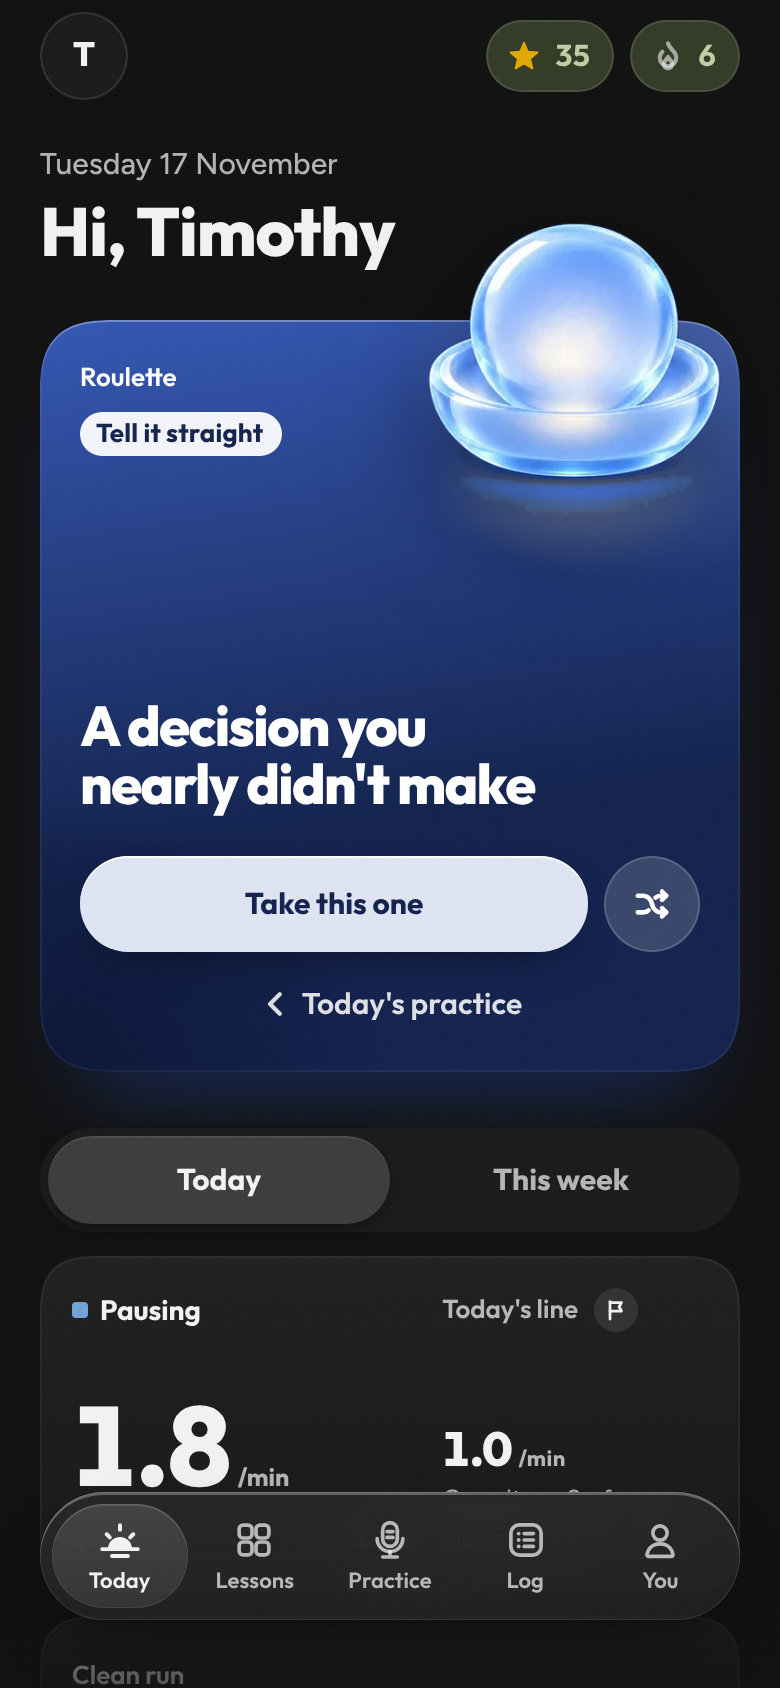 T
35
6
Tuesday 17 November
Hi, Timothy
Roulette
Tell it straight
A decision you
nearly didn't make
Take this one
Today's practice
Today
This week
Pausing
Today's line
1.8 /min
1.0 /min
Today
Lessons
Practice
Log
You
Clean run